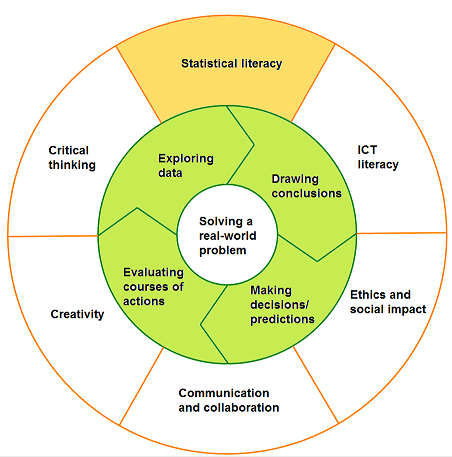 Statistical literacy
Critical
thinking
ICT
literacy
Exploring
data
Drawing
conclusions
Solving a
real-world
problem
Evaluating
courses of
actions
Making
decisions/
predictions
Creativity
Ethics and
social impact
Communication
and collaboration